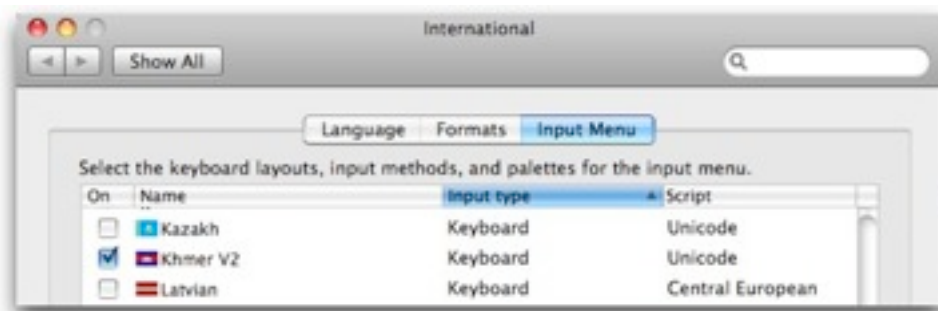 International
Show All
Language Formats Input Menu
Select the keyboard layouts, input methods, and palettes for the input menu.
On Name Input type Script
Kazakh Keyboard Unicode
Khmer V2 Keyboard Unicode
Latvian Keyboard Central European